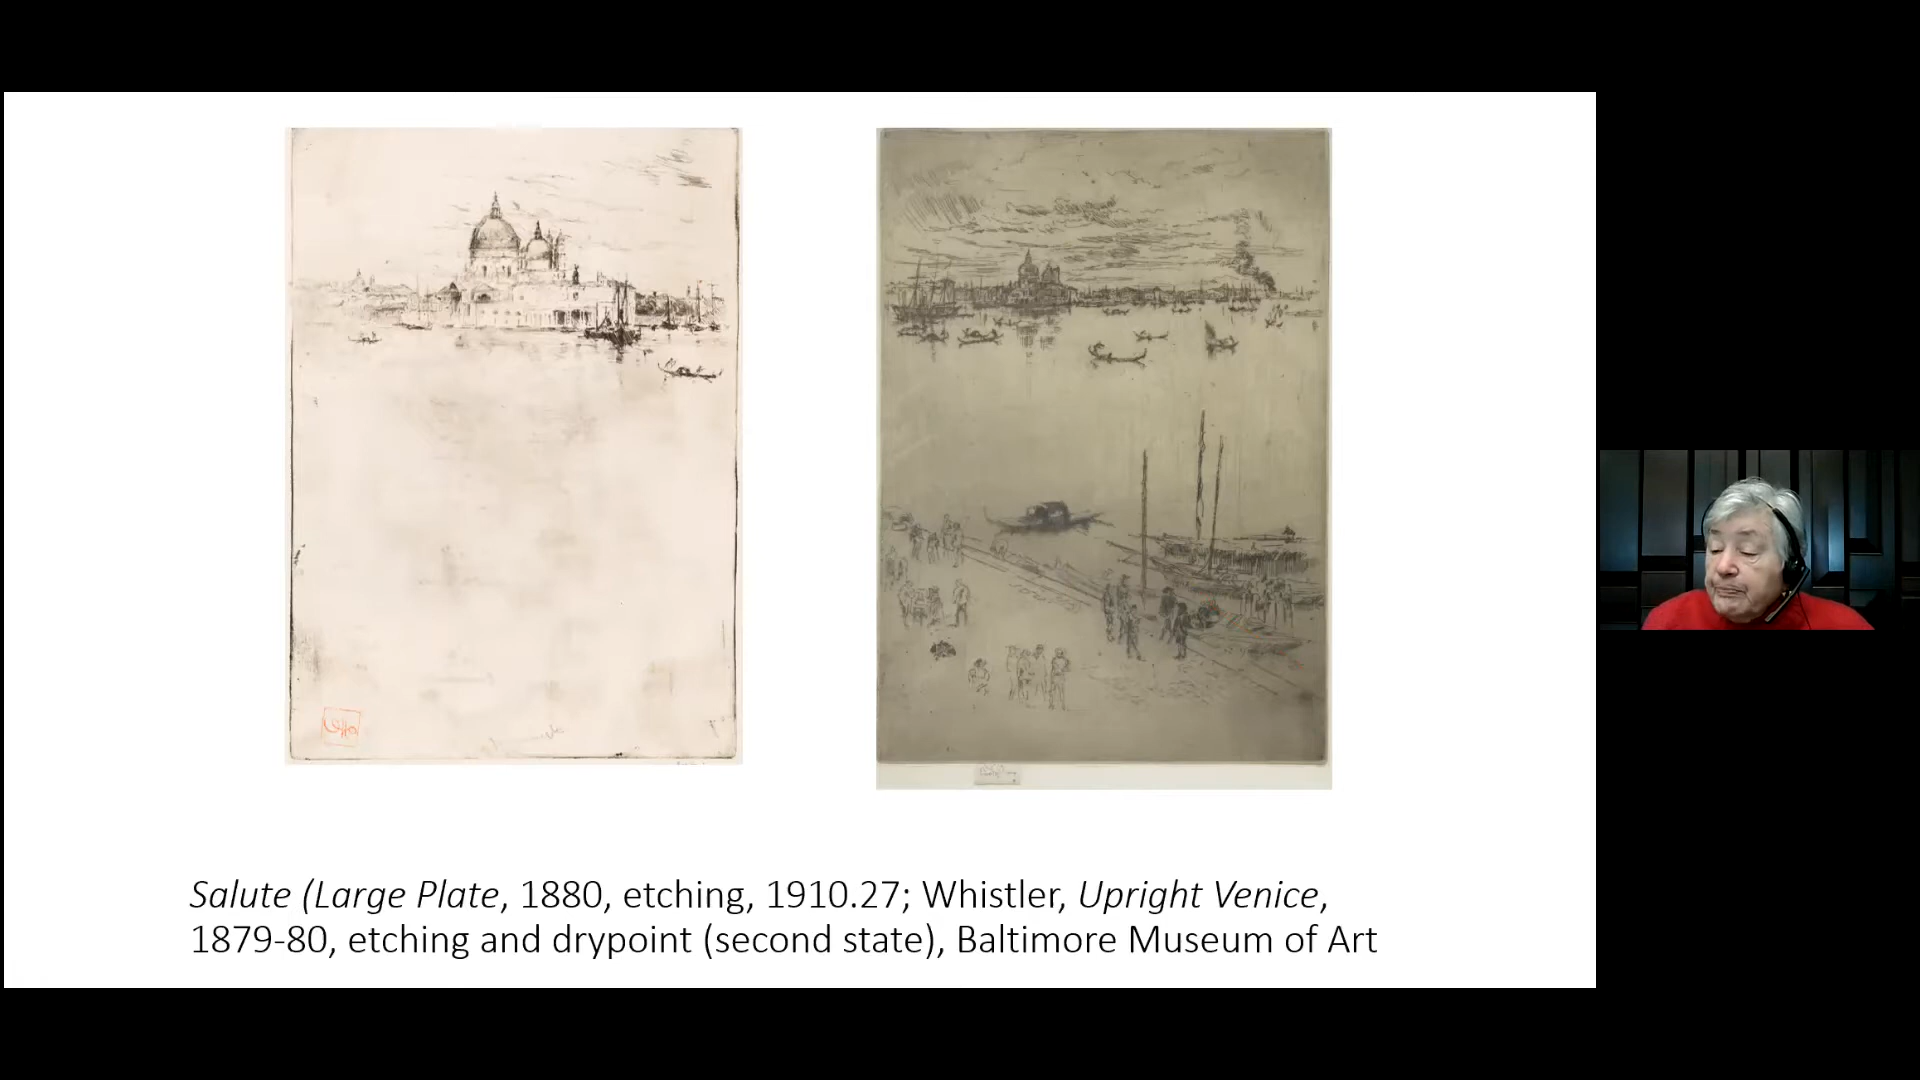 Salute (Large Plate, 1880, etching, 1910.27; Whistler, Upright Venice,
1879-80, etching and drypoint (second state), Baltimore Museum of Art